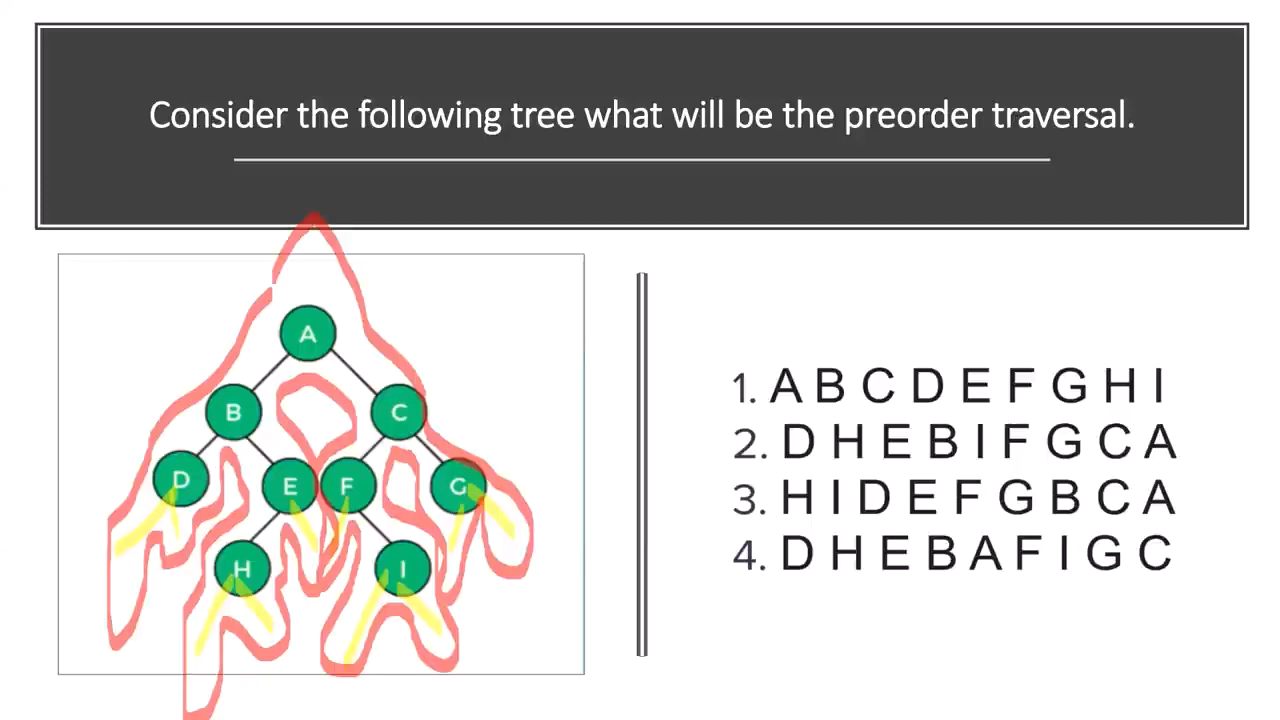 Consider the following tree what will be the preorder traversal.
A
B C
D E F G
H I
1. A B C D E F G H I
2. D H E B I F G C A
3. H I D E F G B C A
4. D H E B A F I G C